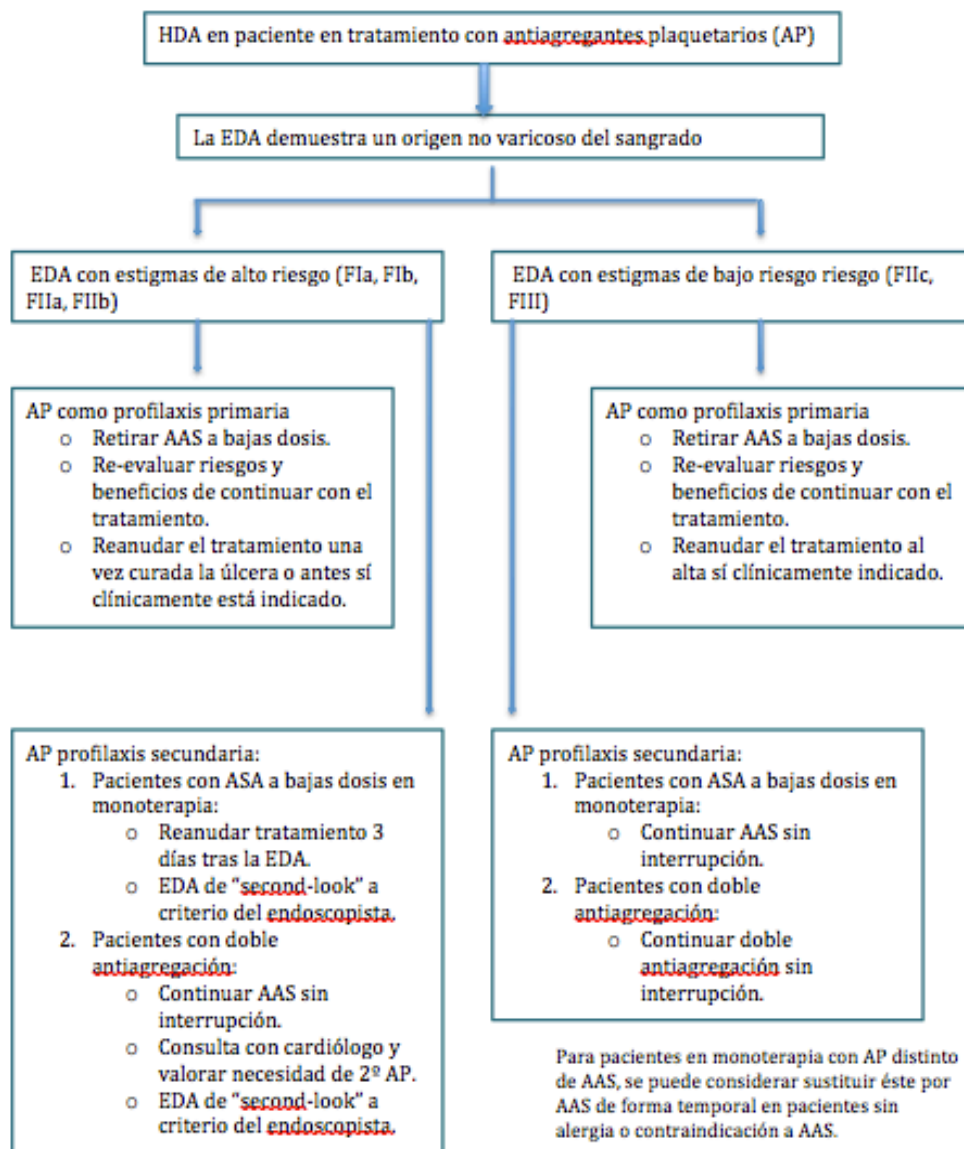 HDA en paciente en tratamiento con antiagregantes plaquetarios (AP)
La EDA demuestra un origen no varicoso del sangrado
EDA con estigmas de alto riesgo (FIa, FIb,
FIIa, FIIb)
EDA con estigmas de bajo riesgo riesgo (FIIc,
FIII)
AP como profilaxis primaria
o Retirar AAS a bajas dosis.
o Re-evaluar riesgos y
beneficios de continuar con el
tratamiento.
o Reanudar el tratamiento una
vez curada la úlcera o antes sí
clínicamente está indicado.
AP como profilaxis primaria
o Retirar AAS a bajas dosis.
o Re-evaluar riesgos y
beneficios de continuar con el
tratamiento.
o Reanudar el tratamiento al
alta sí clínicamente indicado.
AP profilaxis secundaria:
1. Pacientes con ASA a bajas dosis en
monoterapia:
o Reanudar tratamiento 3
días tras la EDA.
o EDA de "second-look" a
criterio del endoscopista.
2. Pacientes con doble
antiagregación:
o Continuar AAS sin
interrupción.
o Consulta con cardiólogo y
valorar necesidad de 2º AP.
o EDA de "second-look" a
criterio del endoscopista.
AP profilaxis secundaria:
1. Pacientes con ASA a bajas dosis en
monoterapia:
o Continuar AAS sin
interrupción.
2. Pacientes con doble
antiagregación:
o Continuar doble
antiagregación sin
interrupción.
Para pacientes en monoterapia con AP distinto
de AAS, se puede considerar sustituir éste por
AAS de forma temporal en pacientes sin
alergia o contraindicación a AAS.